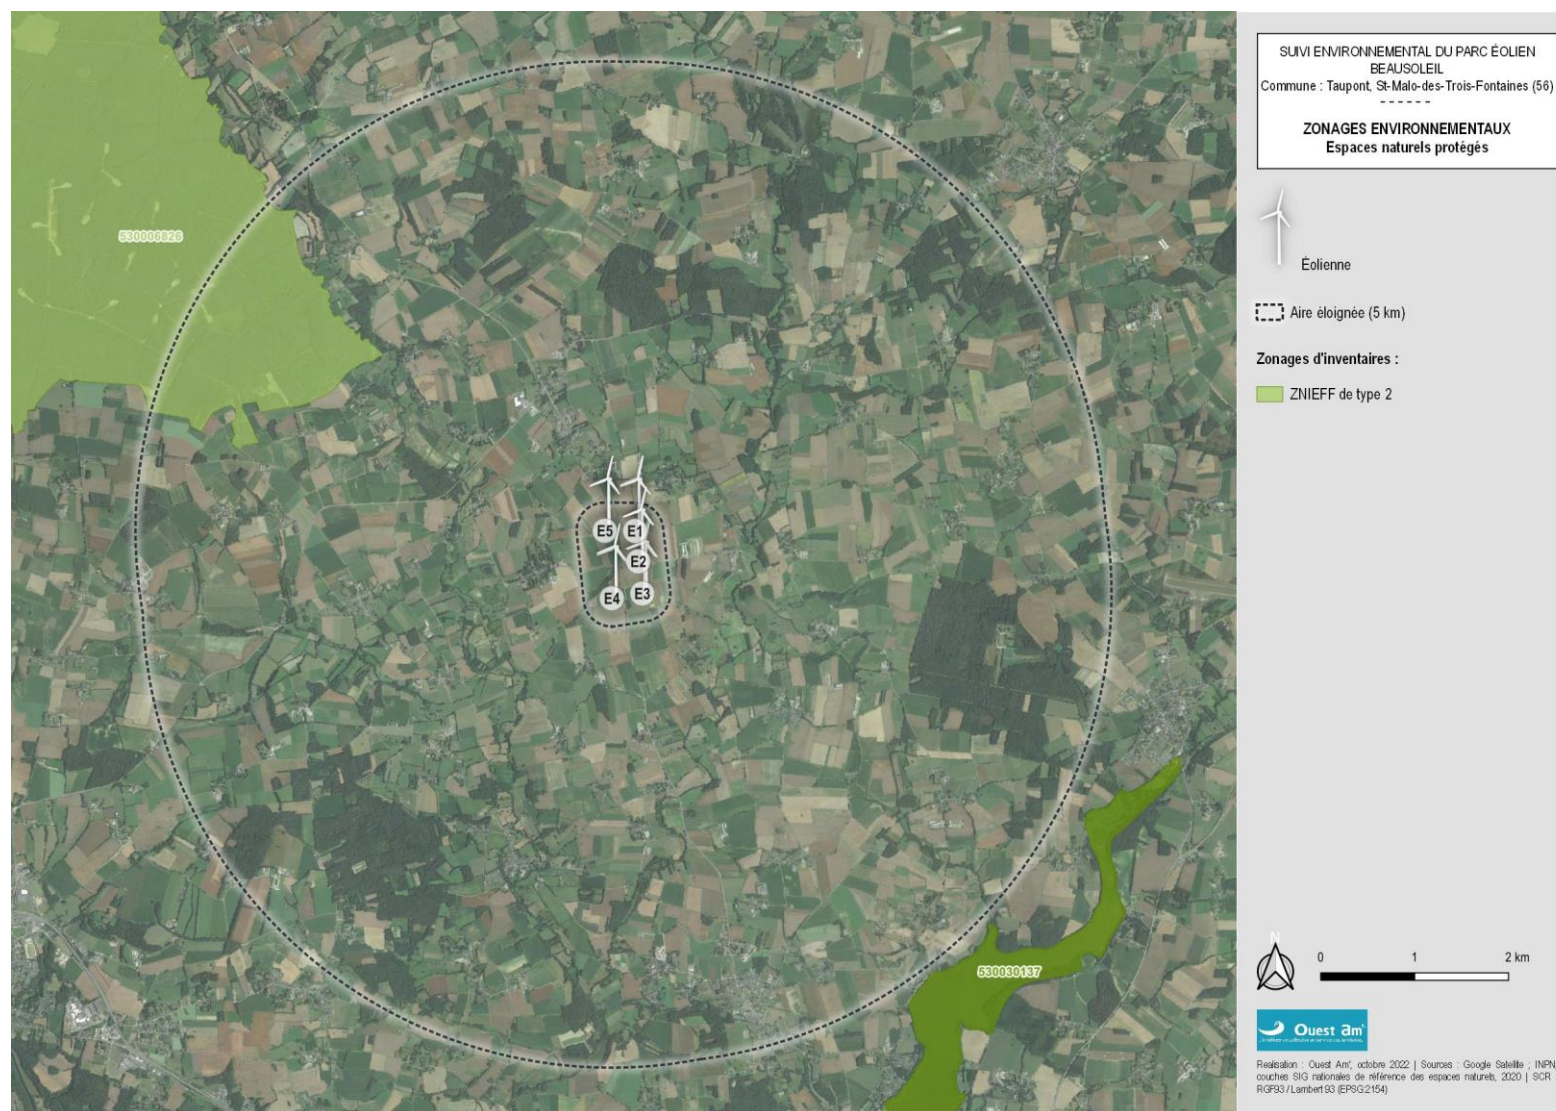 SUIVI ENVIRONNEMENTAL DU PARC ÉOLIEN
BEAUSOLEIL
Commune : Taupont, St-Malo-des-Trois-Fontaines (56)
------
ZONAGES ENVIRONNEMENTAUX
Espaces naturels protégés
Éolienne
Aire éloignée (5 km)
Zonages d'inventaires :
ZNIEFF de type 2
530006826
E5
E1
E2
E4
E3
530030137
N
0 1 2 km
Ouest am'
Realisation : Ouest Am', octobre 2022 | Sources : Google Satellite ; INPN,
couches SIG nationales de référence des espaces naturels, 2020 | SCR :
RGF93 / Lambert 93 (EPSG:2154)